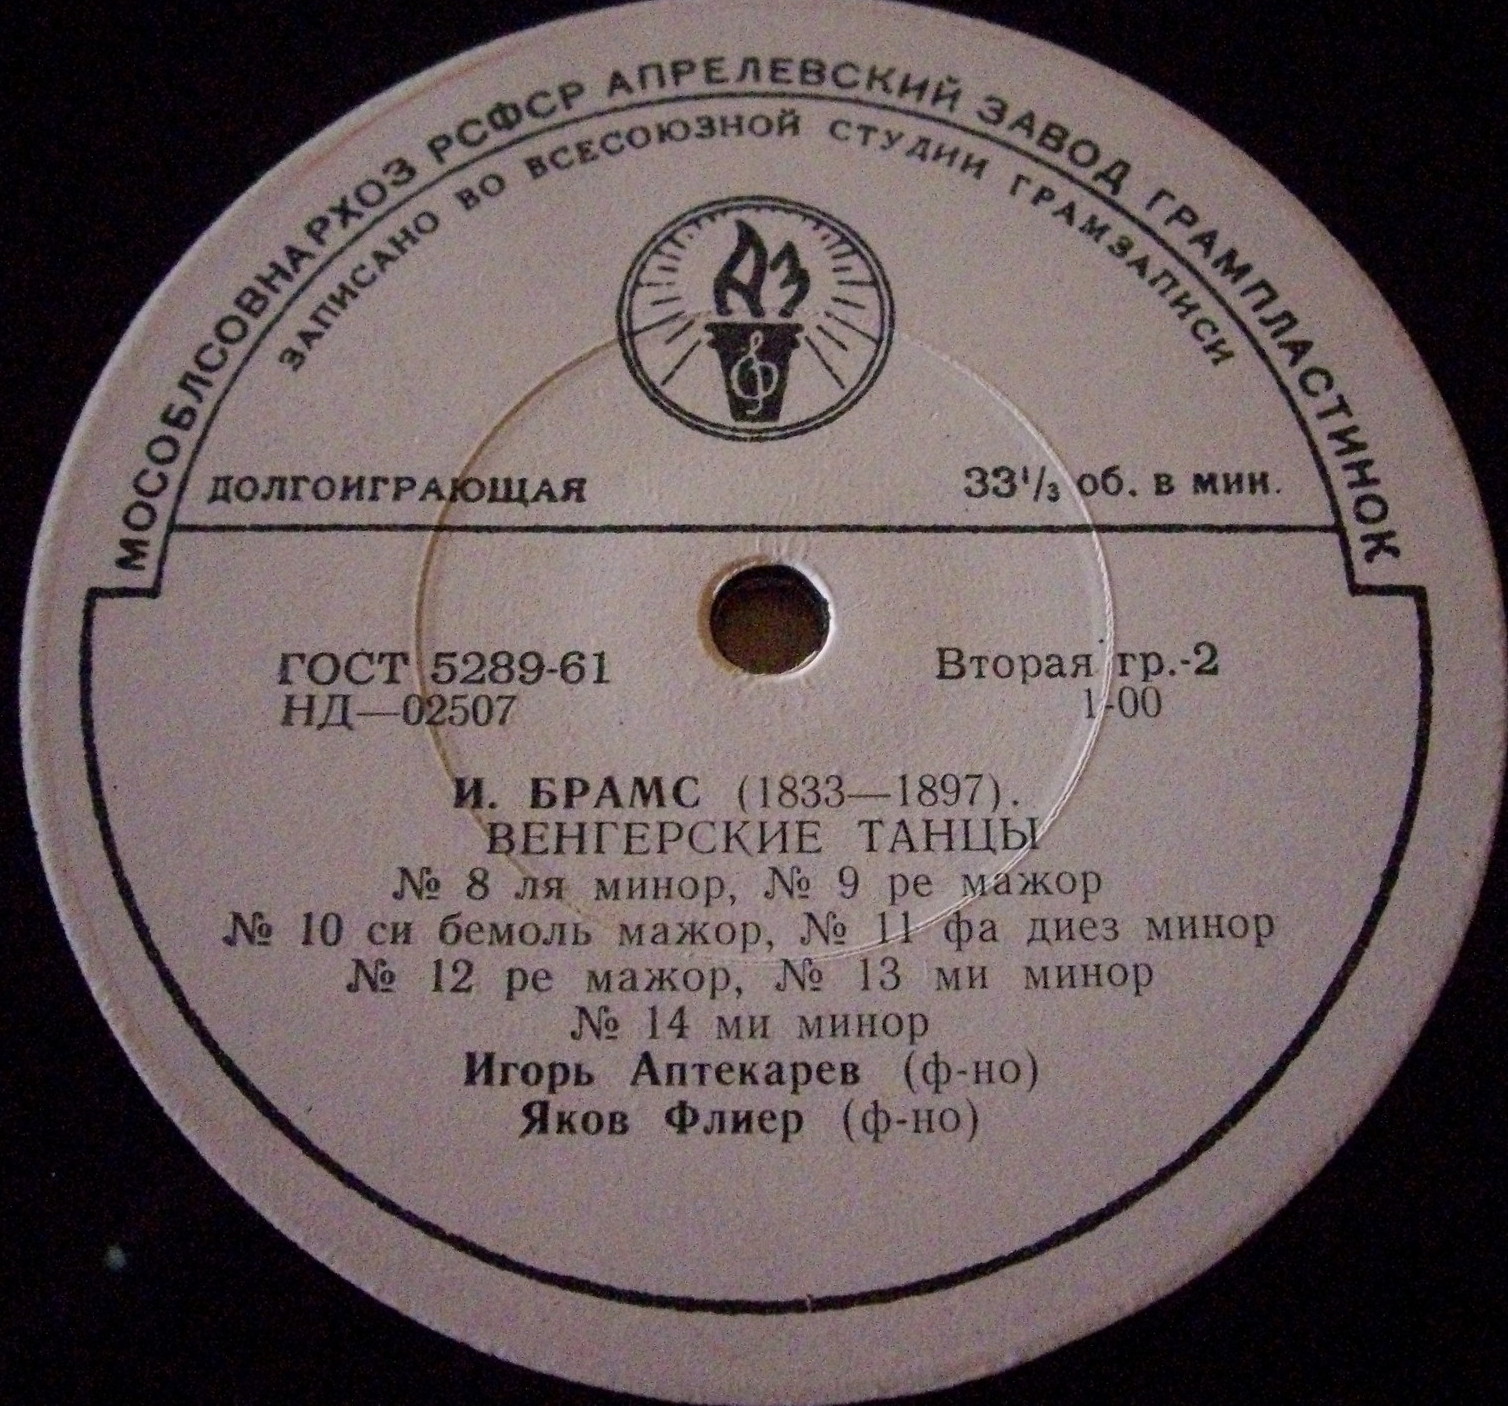 МОСОБЛСОВНАРХОЗ РСФСР АПРЕЛЕВСКИЙ ЗАВОД ГРАМПЛАСТИНОК
ЗАПИСАНО ВО ВСЕСОЮЗНОЙ СТУДИИ ГРАМЗАПИСИ
АЗ
ДОЛГОИГРАЮЩАЯ 33⅓ об. в мин.
ГОСТ 5289-61 Вторая гр.-2
НД—02507 1-00
И. БРАМС (1833—1897).
ВЕНГЕРСКИЕ ТАНЦЫ
№ 8 ля минор, № 9 ре мажор
№ 10 си бемоль мажор, № 11 фа диез минор
№ 12 ре мажор, № 13 ми минор
№ 14 ми минор
Игорь Аптекарев (ф-но)
Яков Флиер (ф-но)